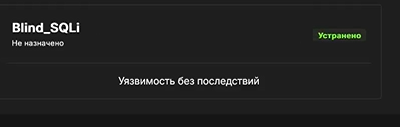 Blind_SQLi
Не назначено
Устранено
Уязвимость без последствий